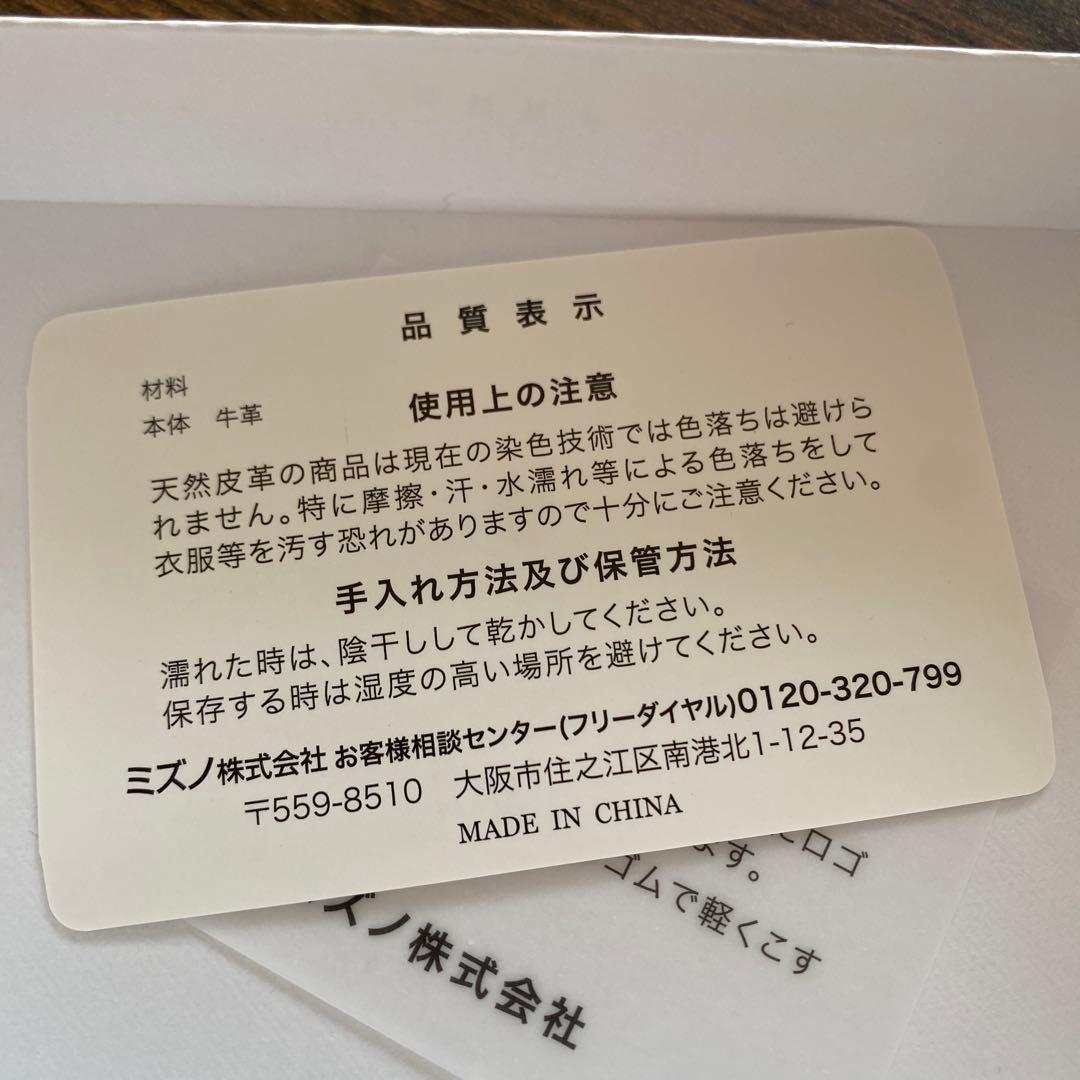 品質表示
材料
本体 牛革
使用上の注意
天然皮革の商品は現在の染色技術では色落ちは避けら
れません。特に摩擦・汗・水濡れ等による色落ちをして
衣服等を汚す恐れがありますので十分にご注意ください。
手入れ方法及び保管方法
濡れた時は、陰干しして乾かしてください。
保存する時は湿度の高い場所を避けてください。
ミズノ株式会社 お客様相談センター(フリーダイヤル)0120-320-799
〒559-8510 大阪市住之江区南港北1-12-35
MADE IN CHINA
ロゴ
ます。
ゴムで軽くこす
ズノ株式会社